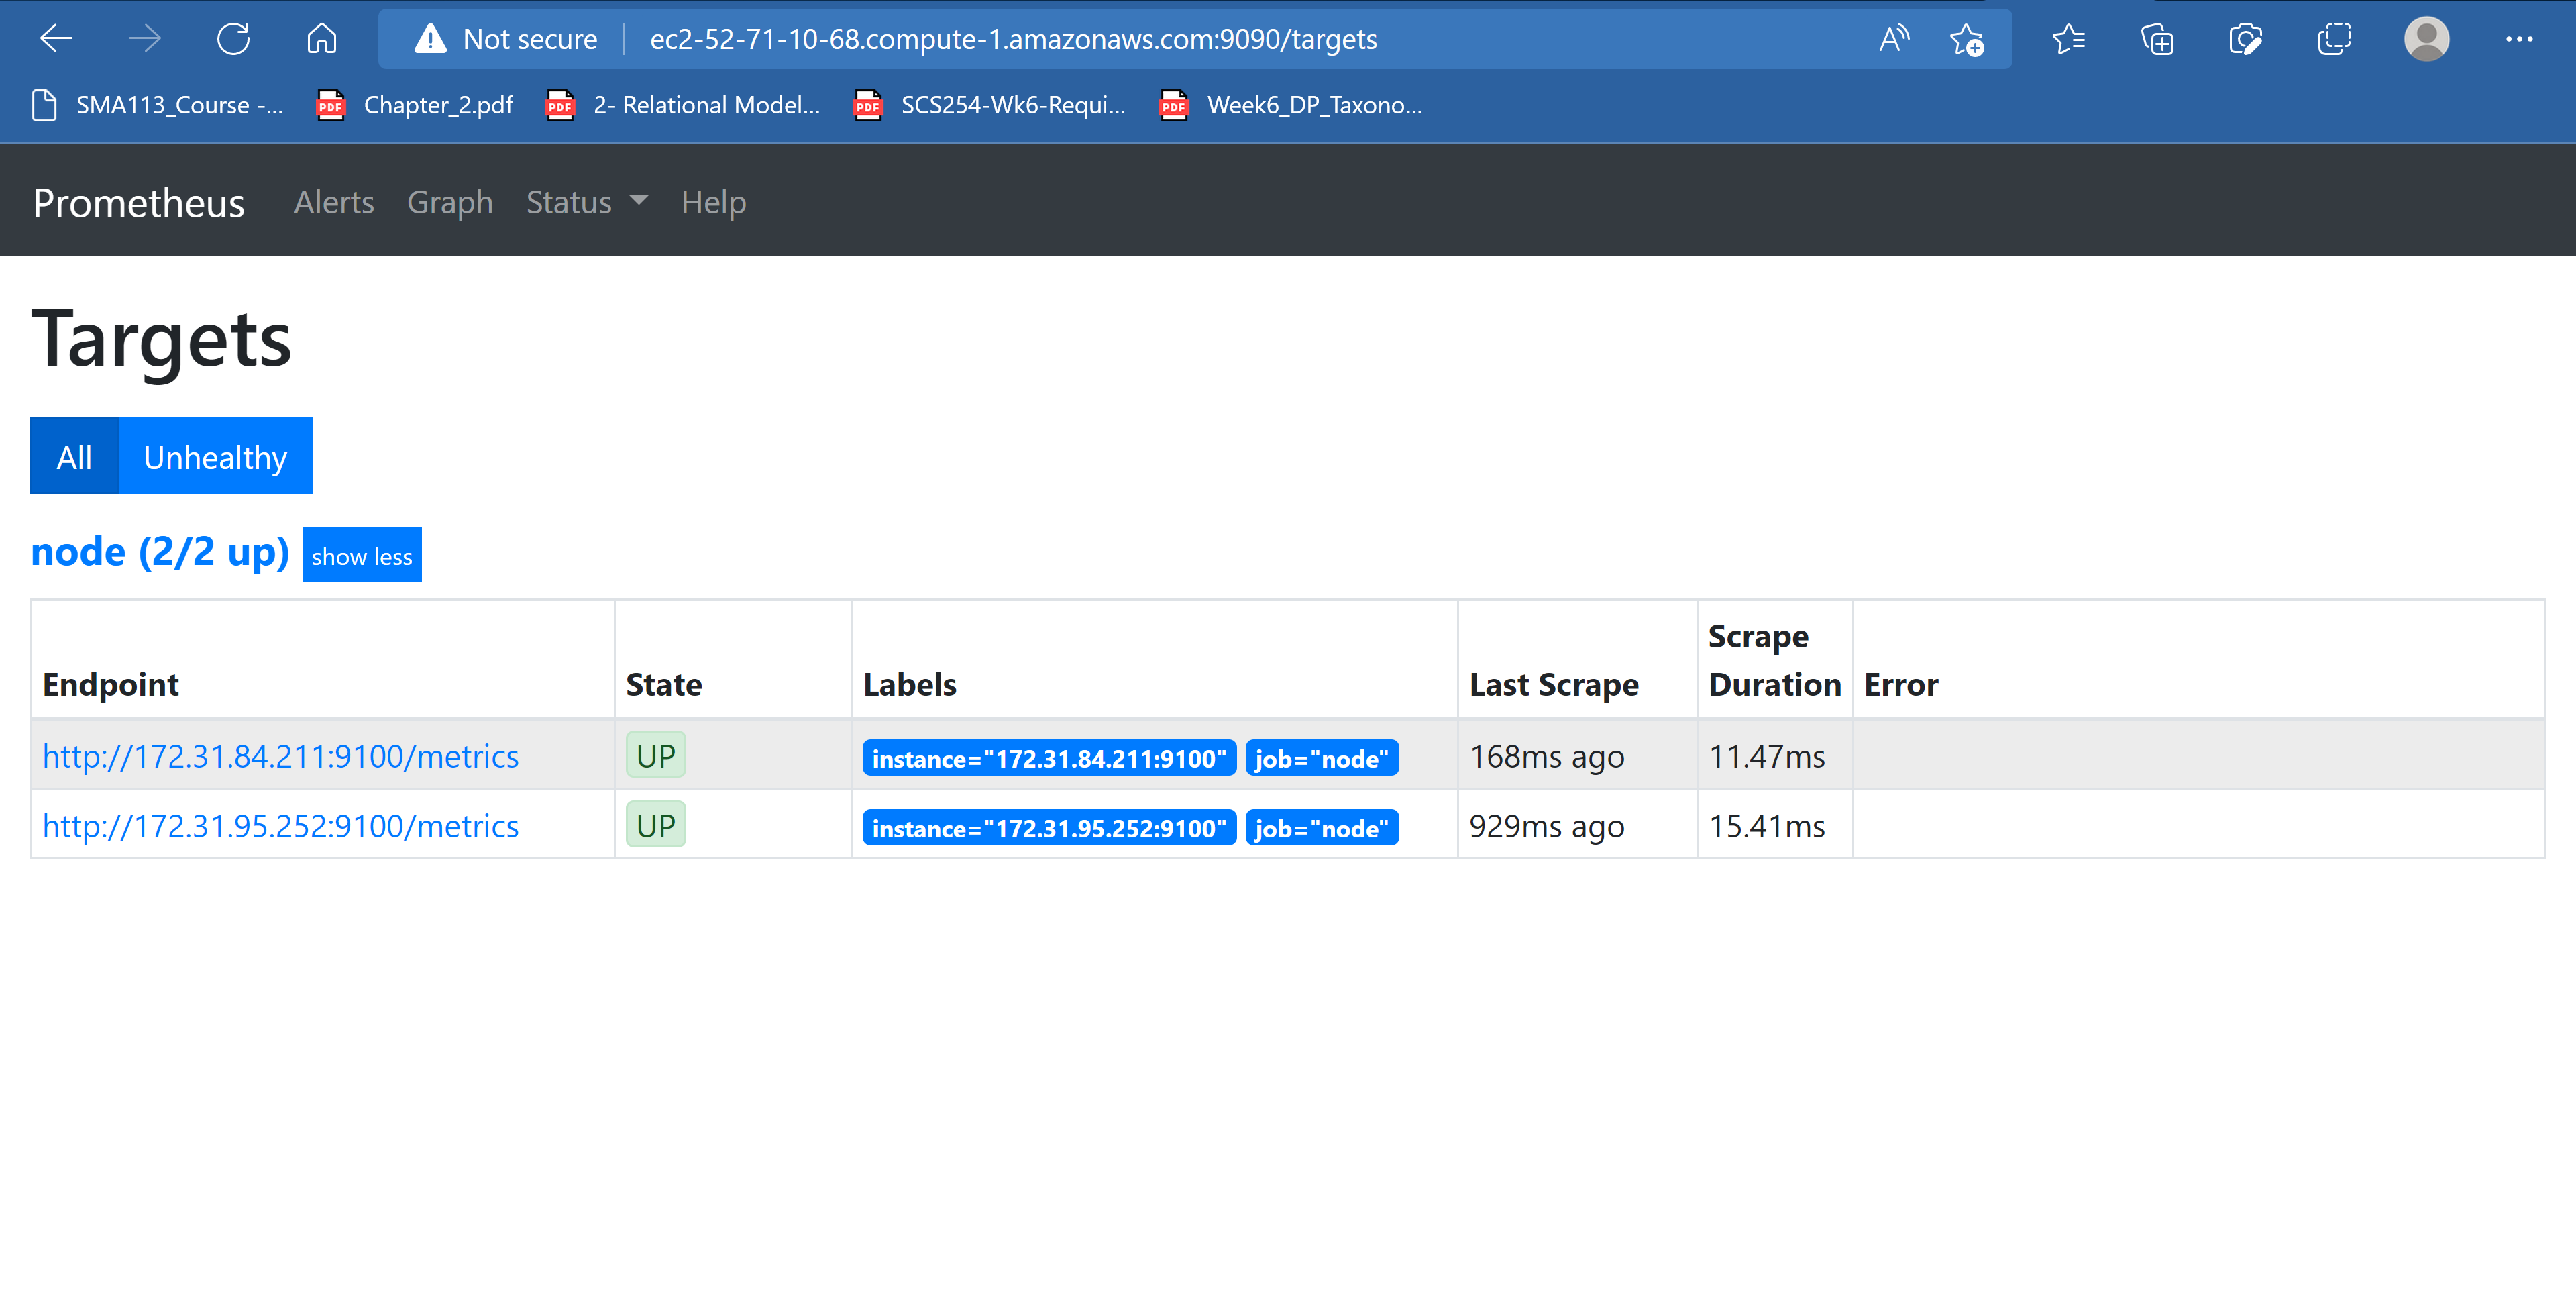 Not secure ec2-52-71-10-68.compute-1.amazonaws.com:9090/targets
SMA113_Course -... PDF Chapter_2.pdf PDF 2- Relational Model... PDF SCS254-Wk6-Requi... PDF Week6_DP_Taxono...
Prometheus Alerts Graph Status Help
Targets
All Unhealthy
node (2/2 up) show less
Endpoint State Labels Last Scrape Scrape Duration Error
http://172.31.84.211:9100/metrics UP instance="172.31.84.211:9100" job="node" 168ms ago 11.47ms
http://172.31.95.252:9100/metrics UP instance="172.31.95.252:9100" job="node" 929ms ago 15.41ms